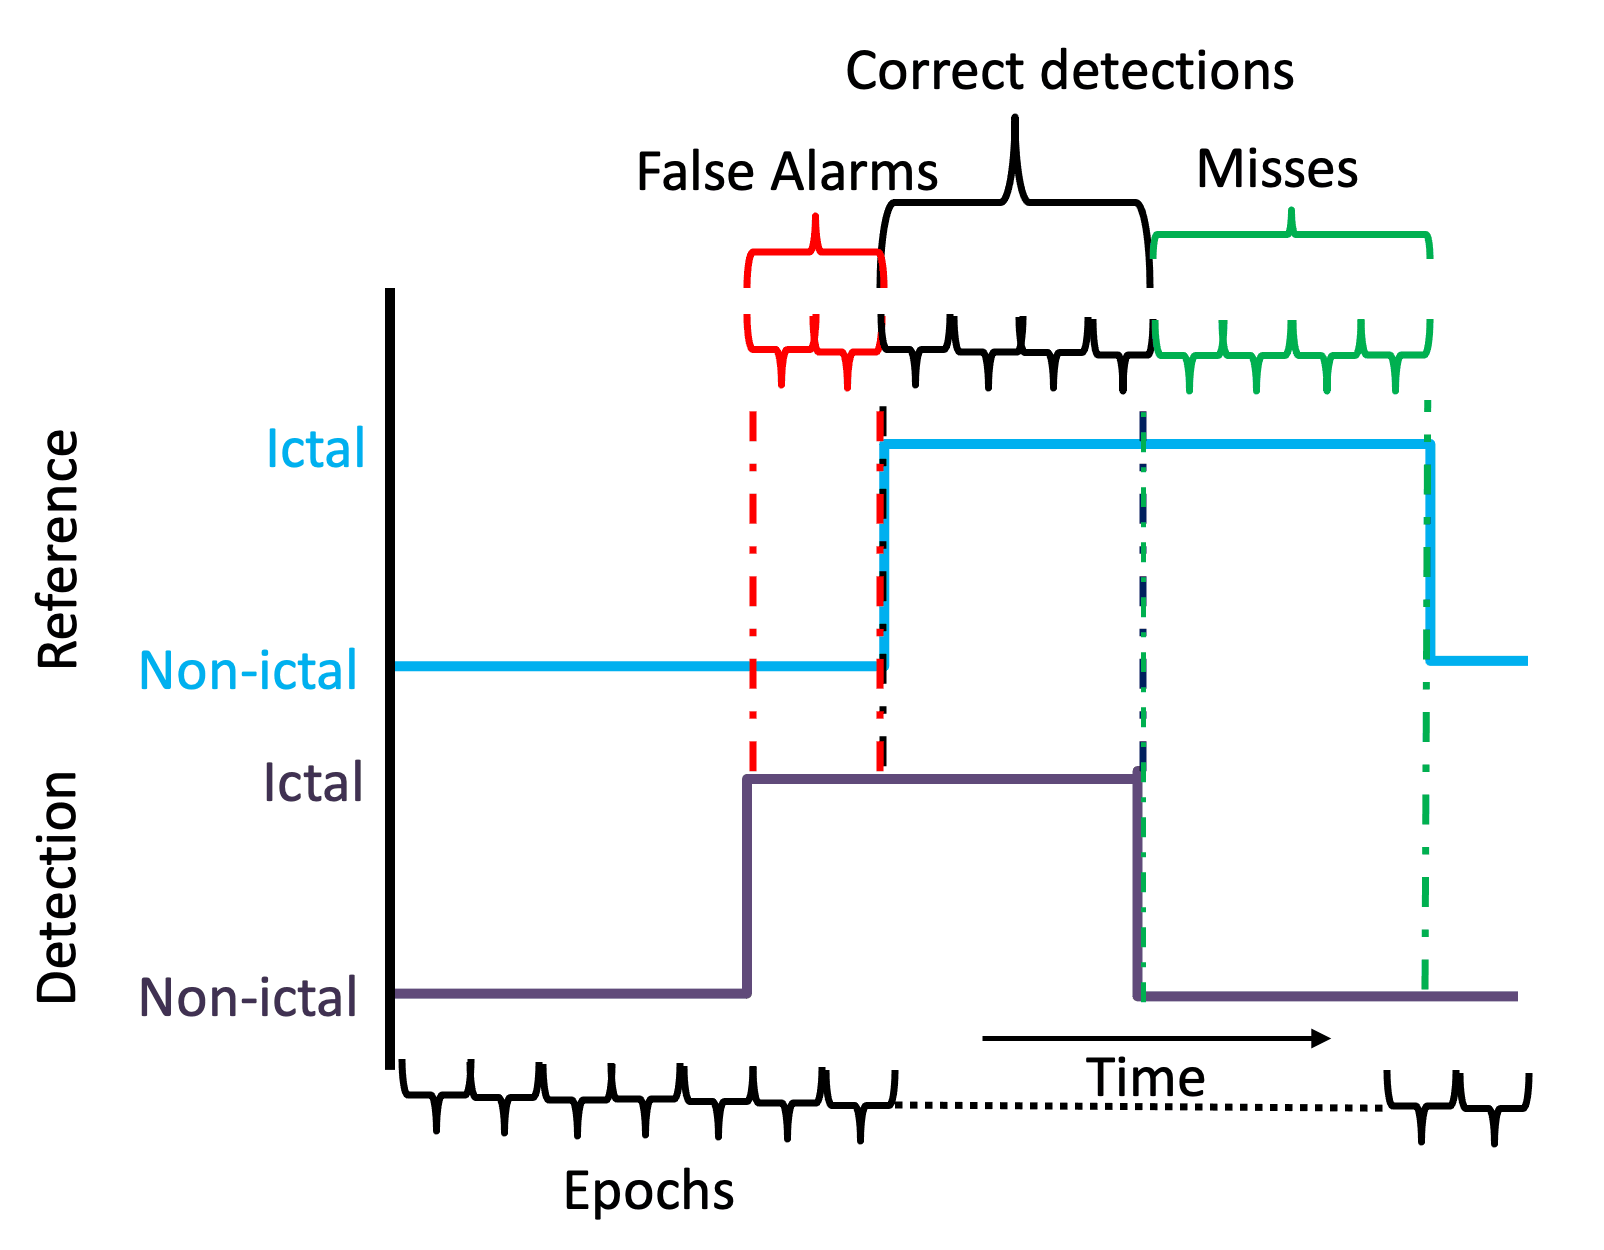 Correct detections
False Alarms
Misses
Reference
Ictal
Non-ictal
Detection
Ictal
Non-ictal
Time
Epochs